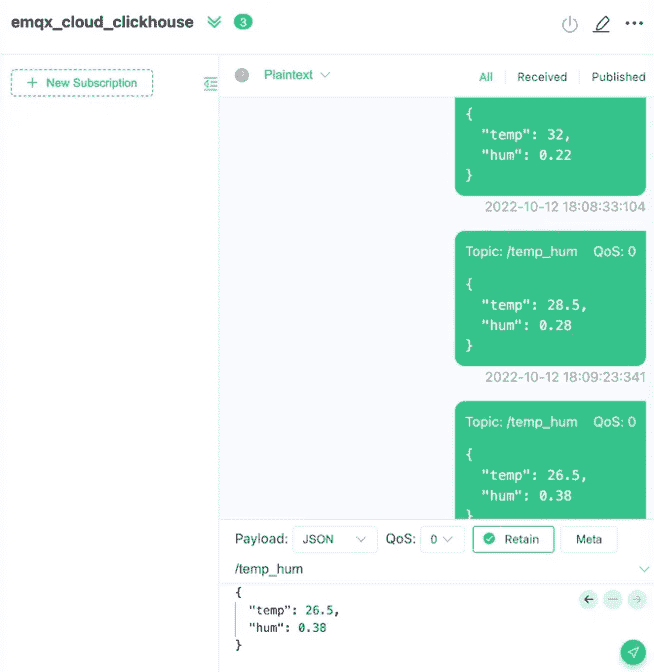 emqx_cloud_clickhouse 3
+ New Subscription
Plaintext
All Received Published
{
"temp": 32,
"hum": 0.22
}
2022-10-12 18:08:33:104
Topic: /temp_hum QoS: 0
{
"temp": 28.5,
"hum": 0.28
}
2022-10-12 18:09:23:341
Topic: /temp_hum QoS: 0
{
"temp": 26.5,
"hum": 0.38
}
Payload: JSON QoS: 0 Retain Meta
/temp_hum
{
"temp": 26.5,
"hum": 0.38
}